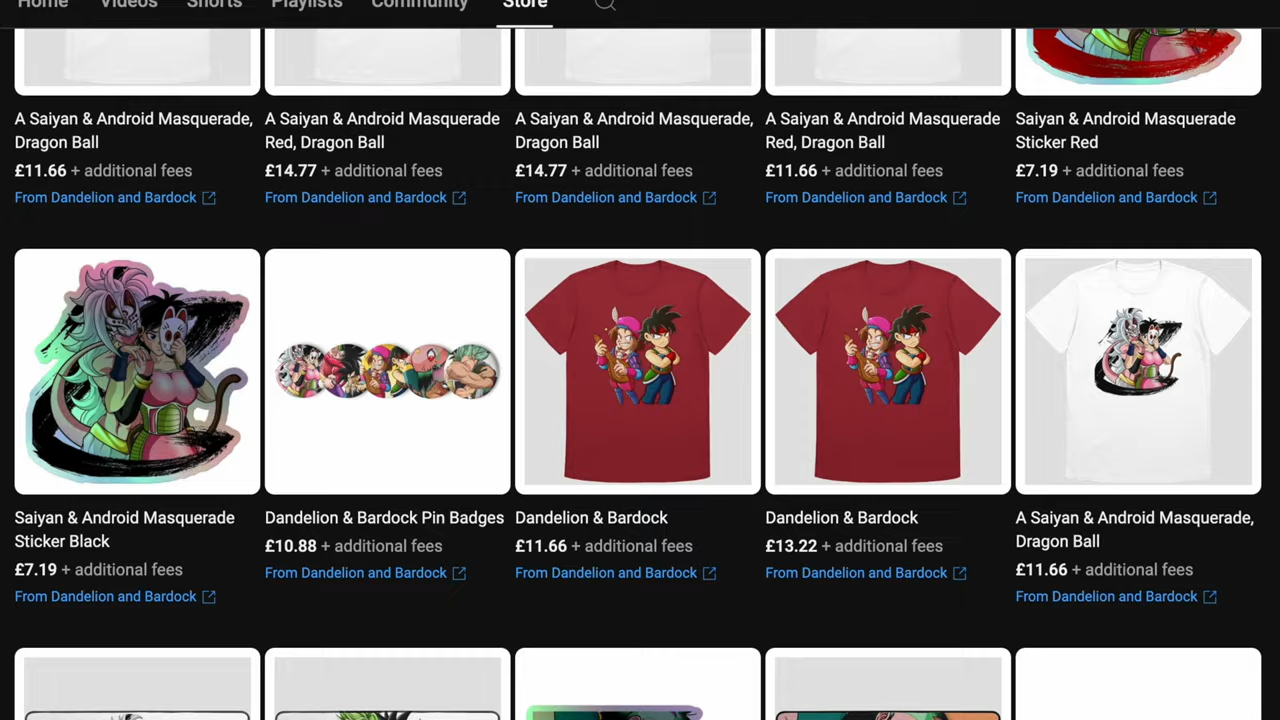 Home Videos Shorts Playlists Community Store
A Saiyan & Android Masquerade,
Dragon Ball
£11.66 + additional fees
From Dandelion and Bardock
A Saiyan & Android Masquerade
Red, Dragon Ball
£14.77 + additional fees
From Dandelion and Bardock
A Saiyan & Android Masquerade,
Dragon Ball
£14.77 + additional fees
From Dandelion and Bardock
A Saiyan & Android Masquerade
Red, Dragon Ball
£11.66 + additional fees
From Dandelion and Bardock
Saiyan & Android Masquerade
Sticker Red
£7.19 + additional fees
From Dandelion and Bardock
Saiyan & Android Masquerade
Sticker Black
£7.19 + additional fees
From Dandelion and Bardock
Dandelion & Bardock Pin Badges
£10.88 + additional fees
From Dandelion and Bardock
Dandelion & Bardock
£11.66 + additional fees
From Dandelion and Bardock
Dandelion & Bardock
£13.22 + additional fees
From Dandelion and Bardock
A Saiyan & Android Masquerade,
Dragon Ball
£11.66 + additional fees
From Dandelion and Bardock